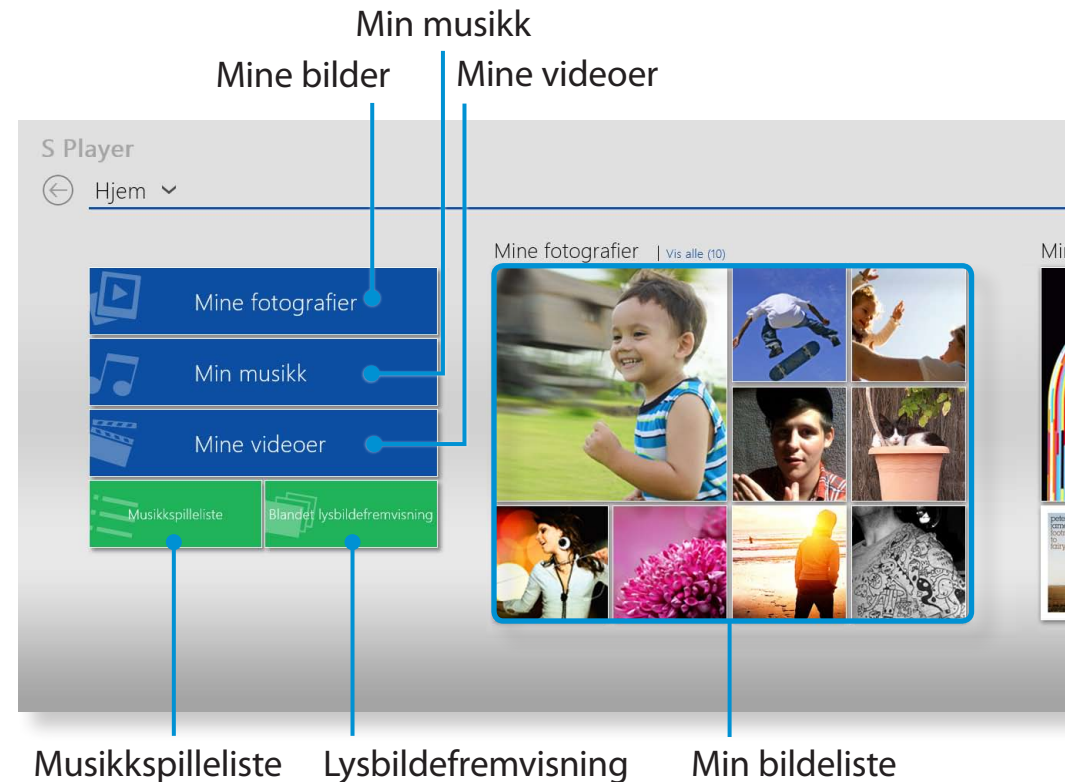 Min musikk
Mine bilder
Mine videoer
S Player
Hjem
Mine fotografier | Vis alle (10)
Mine fotografier
Min musikk
Mine videoer
Musikkspilleliste
Blandet lysbildefremvisning
Musikkspilleliste
Lysbildefremvisning
Min bildeliste